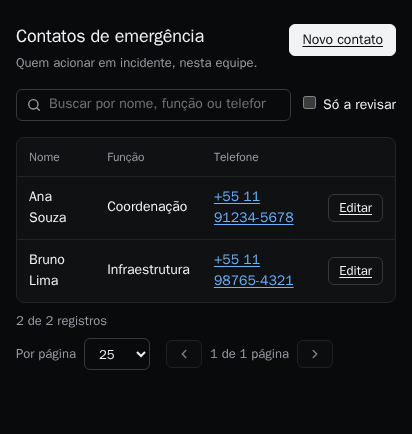 Contatos de emergência
Novo contato
Quem acionar em incidente, nesta equipe.
Buscar por nome, função ou telefor
Só a revisar
Nome Função Telefone
Ana Souza Coordenação +55 11 91234-5678 Editar
Bruno Lima Infraestrutura +55 11 98765-4321 Editar
2 de 2 registros
Por página 25 1 de 1 página